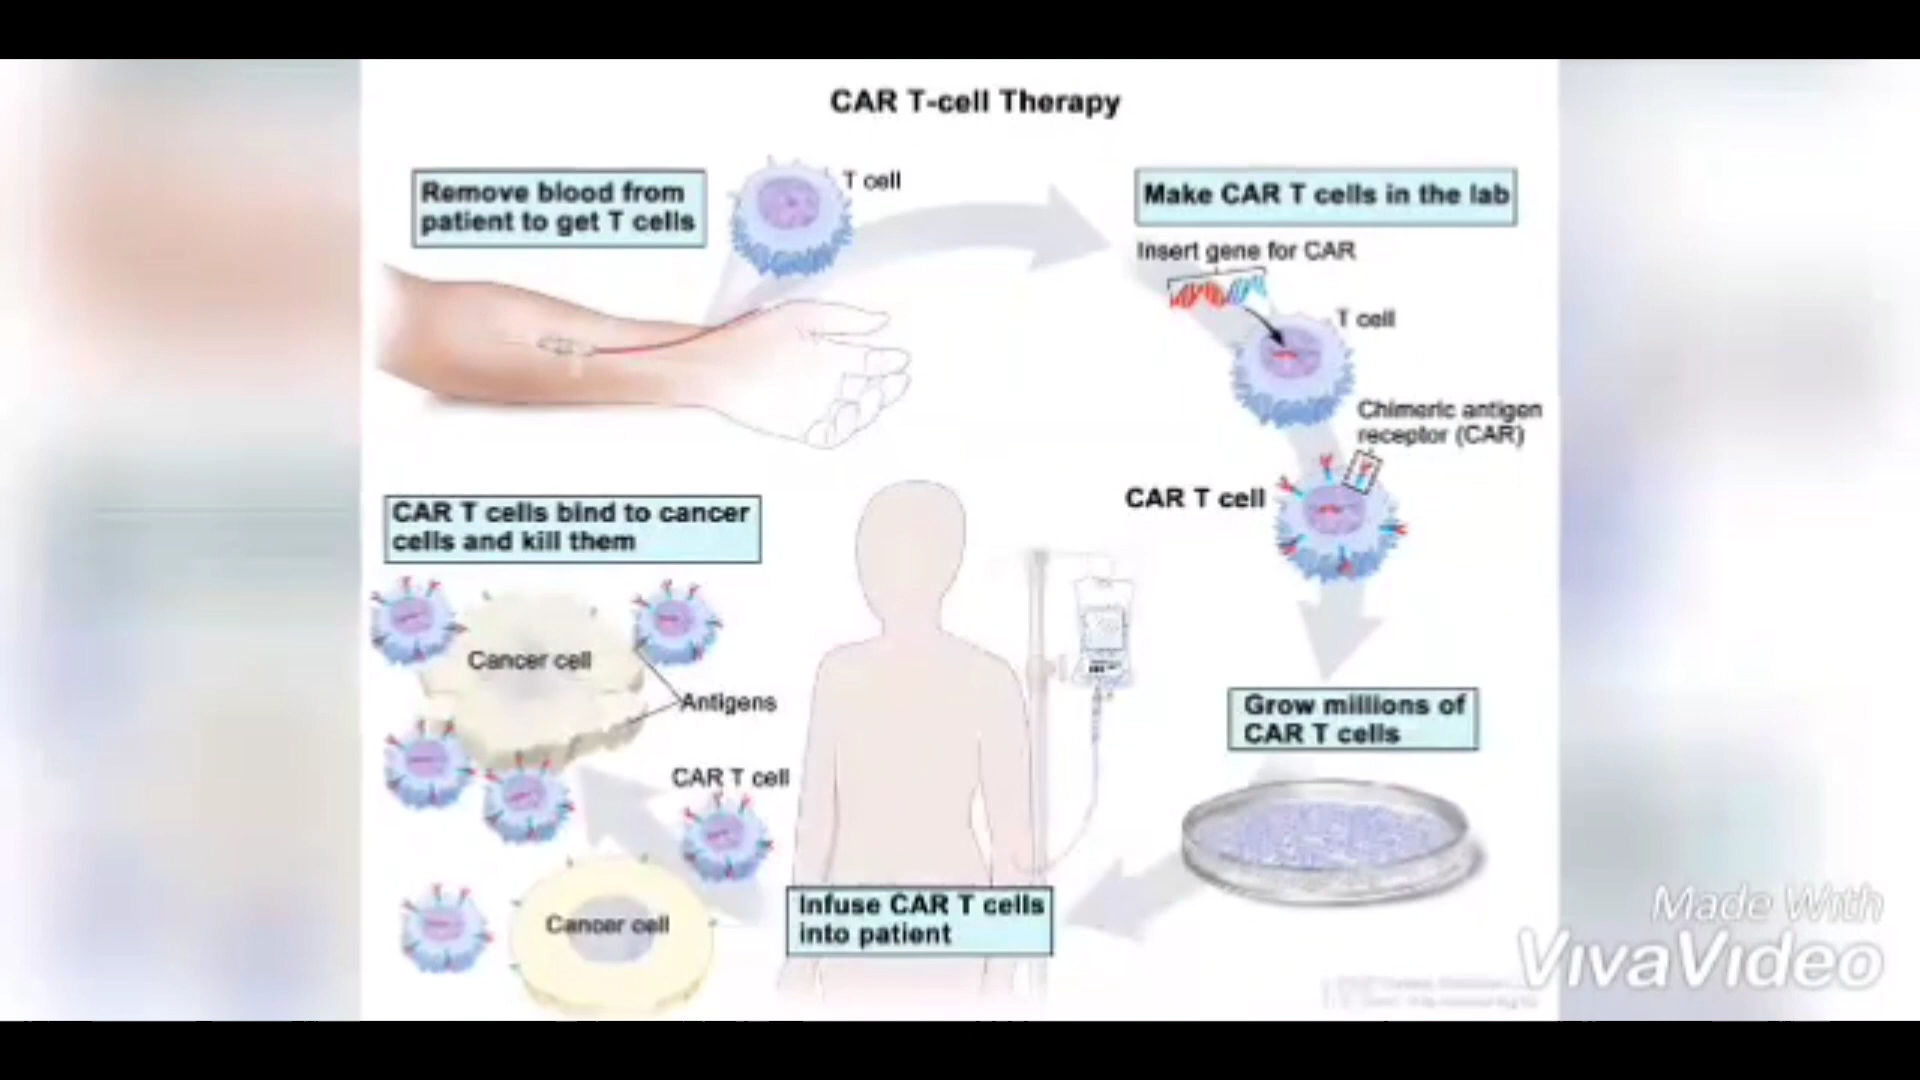 CAR T-cell Therapy
Remove blood from
patient to get T cells
T cell
Make CAR T cells in the lab
Insert gene for CAR
T cell
Chimeric antigen
receptor (CAR)
CAR T cell
Grow millions of
CAR T cells
Infuse CAR T cells
into patient
CAR T cells bind to cancer
cells and kill them
Cancer cell
Antigens
CAR T cell
Cancer cell
Made With
VivaVideo